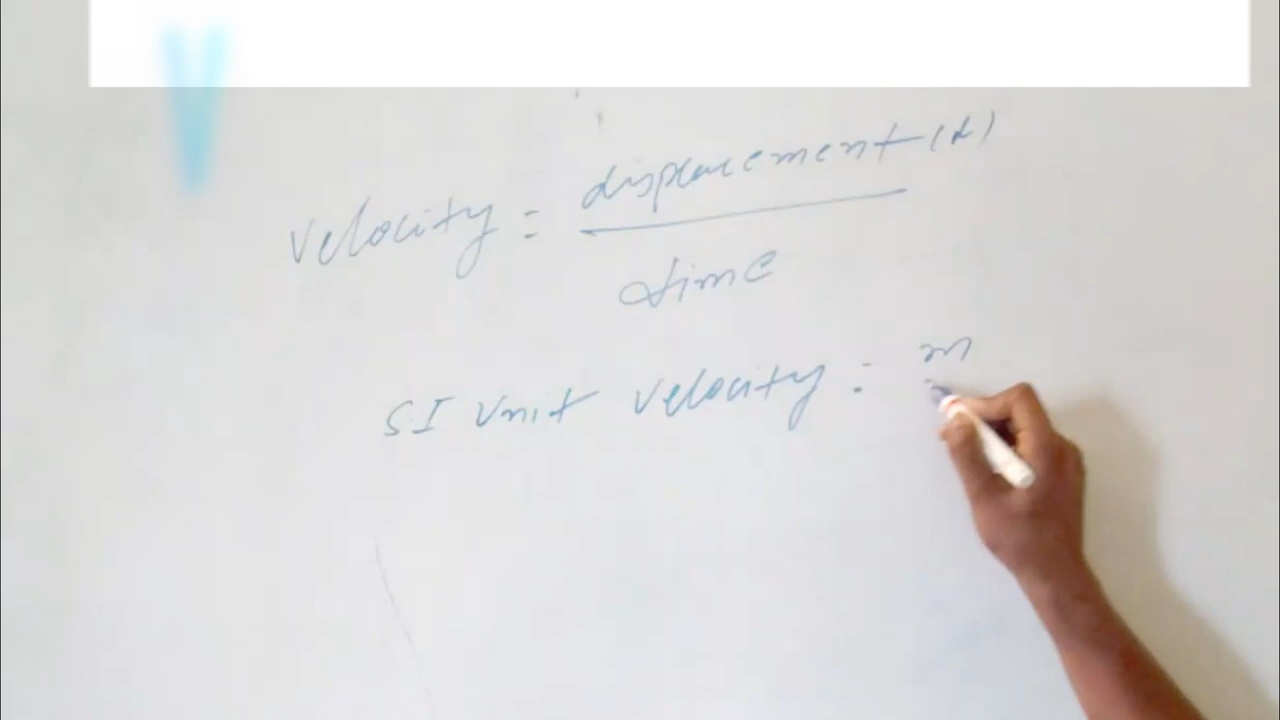 V
velocity = displacement (d)
time
SI Unit velocity = m